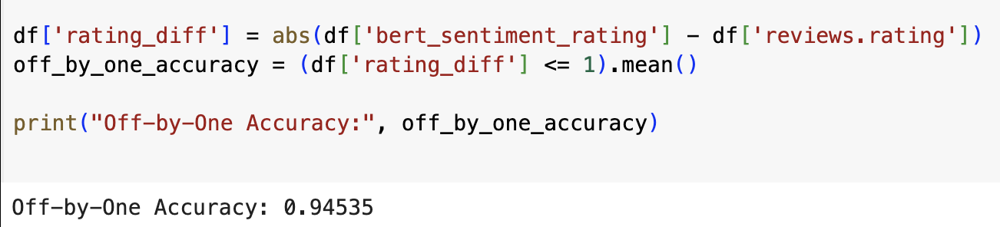 df['rating_diff'] = abs(df['bert_sentiment_rating'] - df['reviews.rating'])
off_by_one_accuracy = (df['rating_diff'] <= 1).mean()
print("Off-by-One Accuracy:", off_by_one_accuracy)
Off-by-One Accuracy: 0.94535